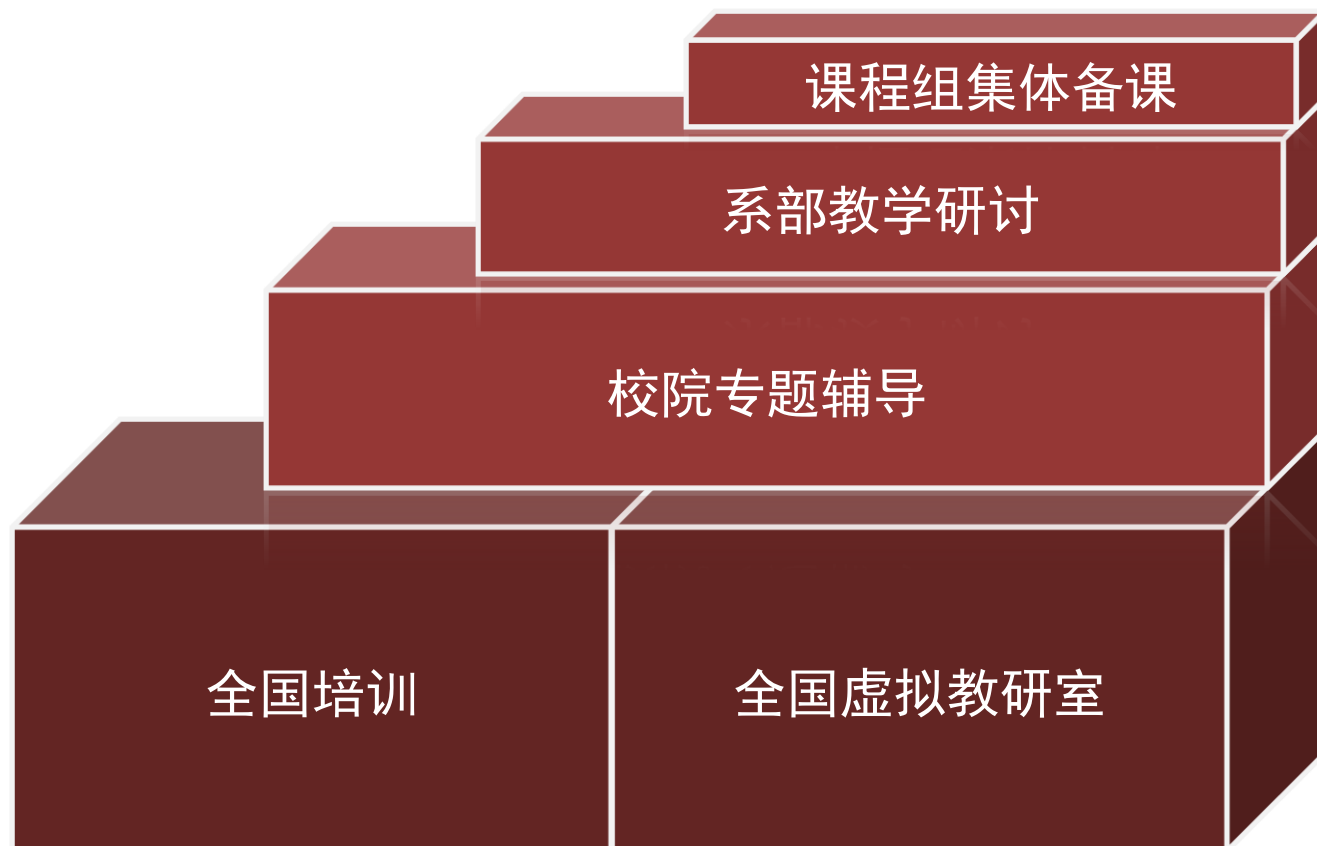 课程组集体备课
系部教学研讨
校院专题辅导
全国培训
全国虚拟教研室